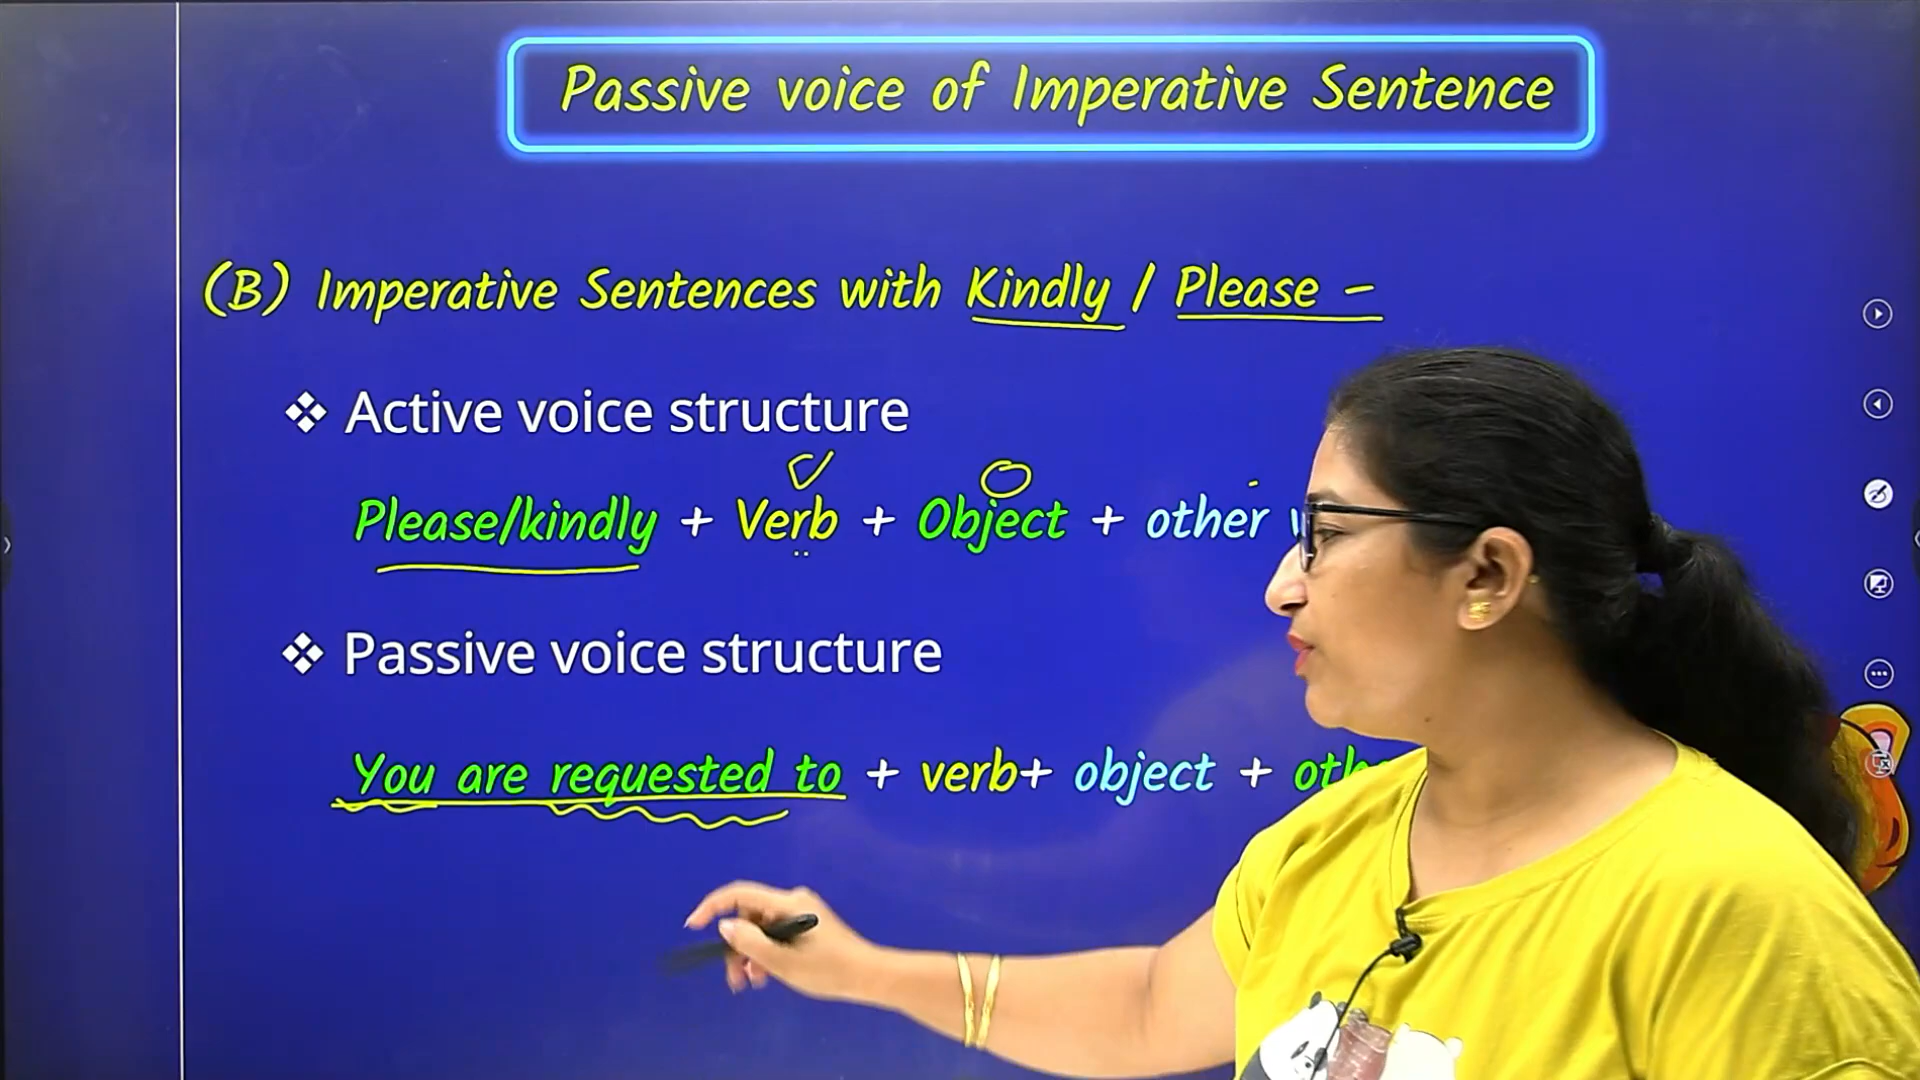 Passive voice of Imperative Sentence
(B) Imperative Sentences with Kindly / Please –
❖ Active voice structure
Please/kindly + Verb + Object + other
❖ Passive voice structure
You are requested to + verb+ object +